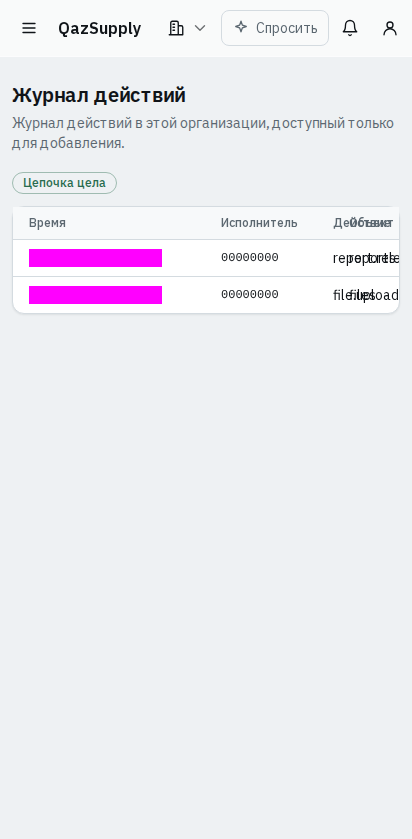 QazSupply
Спросить
Журнал действий
Журнал действий в этой организации, доступный только
для добавления.
Цепочка цела
Время Исполнитель
00000000
00000000